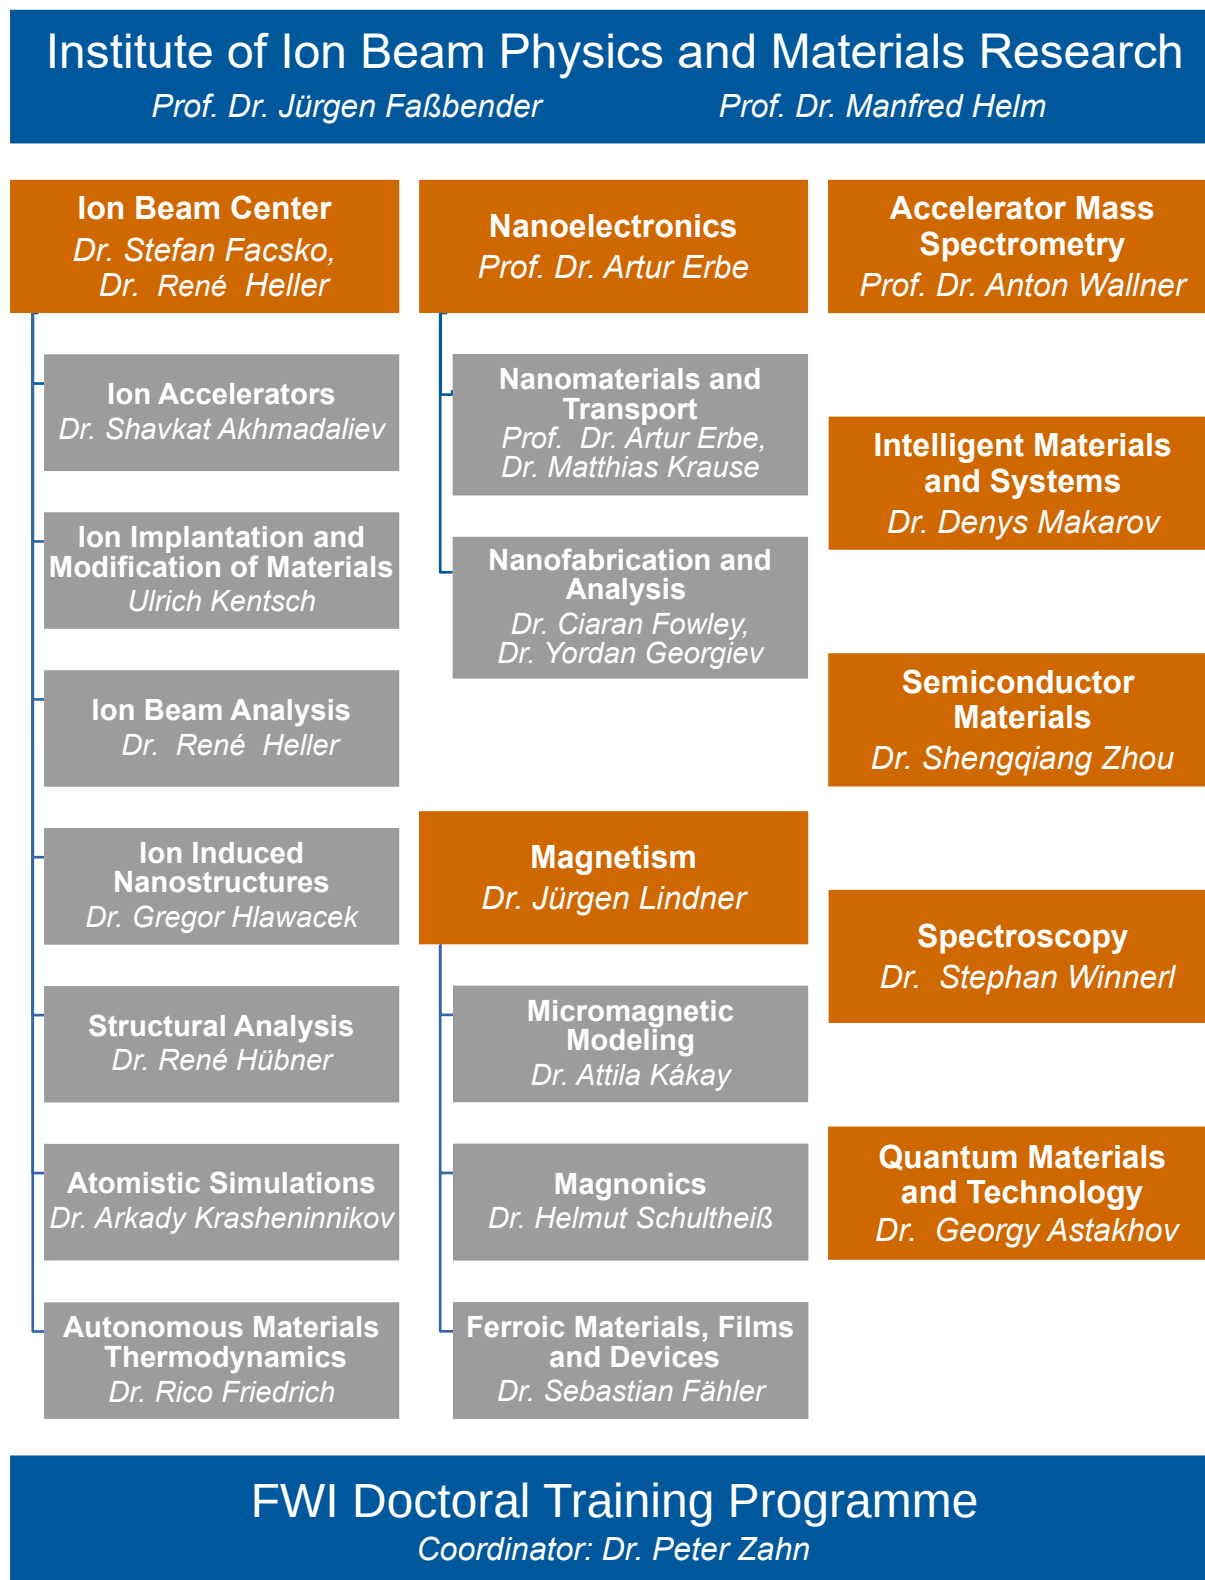 Institute of Ion Beam Physics and Materials Research
Prof. Dr. Jürgen Faßbender
Prof. Dr. Manfred Helm
Ion Beam Center
Dr. Stefan Facsko,
Dr. René Heller
Ion Accelerators
Dr. Shavkat Akhmadaliev
Ion Implantation and
Modification of Materials
Ulrich Kentsch
Ion Beam Analysis
Dr. René Heller
Ion Induced
Nanostructures
Dr. Gregor Hlawacek
Structural Analysis
Dr. René Hübner
Atomistic Simulations
Dr. Arkady Krasheninnikov
Autonomous Materials
Thermodynamics
Dr. Rico Friedrich
Nanoelectronics
Prof. Dr. Artur Erbe
Nanomaterials and
Transport
Prof. Dr. Artur Erbe,
Dr. Matthias Krause
Nanofabrication and
Analysis
Dr. Ciaran Fowley,
Dr. Yordan Georgiev
Magnetism
Dr. Jürgen Lindner
Micromagnetic
Modeling
Dr. Attila Kákay
Magnonics
Dr. Helmut Schultheiß
Ferroic Materials, Films
and Devices
Dr. Sebastian Fähler
Accelerator Mass
Spectrometry
Prof. Dr. Anton Wallner
Intelligent Materials
and Systems
Dr. Denys Makarov
Semiconductor
Materials
Dr. Shengqiang Zhou
Spectroscopy
Dr. Stephan Winnerl
Quantum Materials
and Technology
Dr. Georgy Astakhov
FWI Doctoral Training Programme
Coordinator: Dr. Peter Zahn